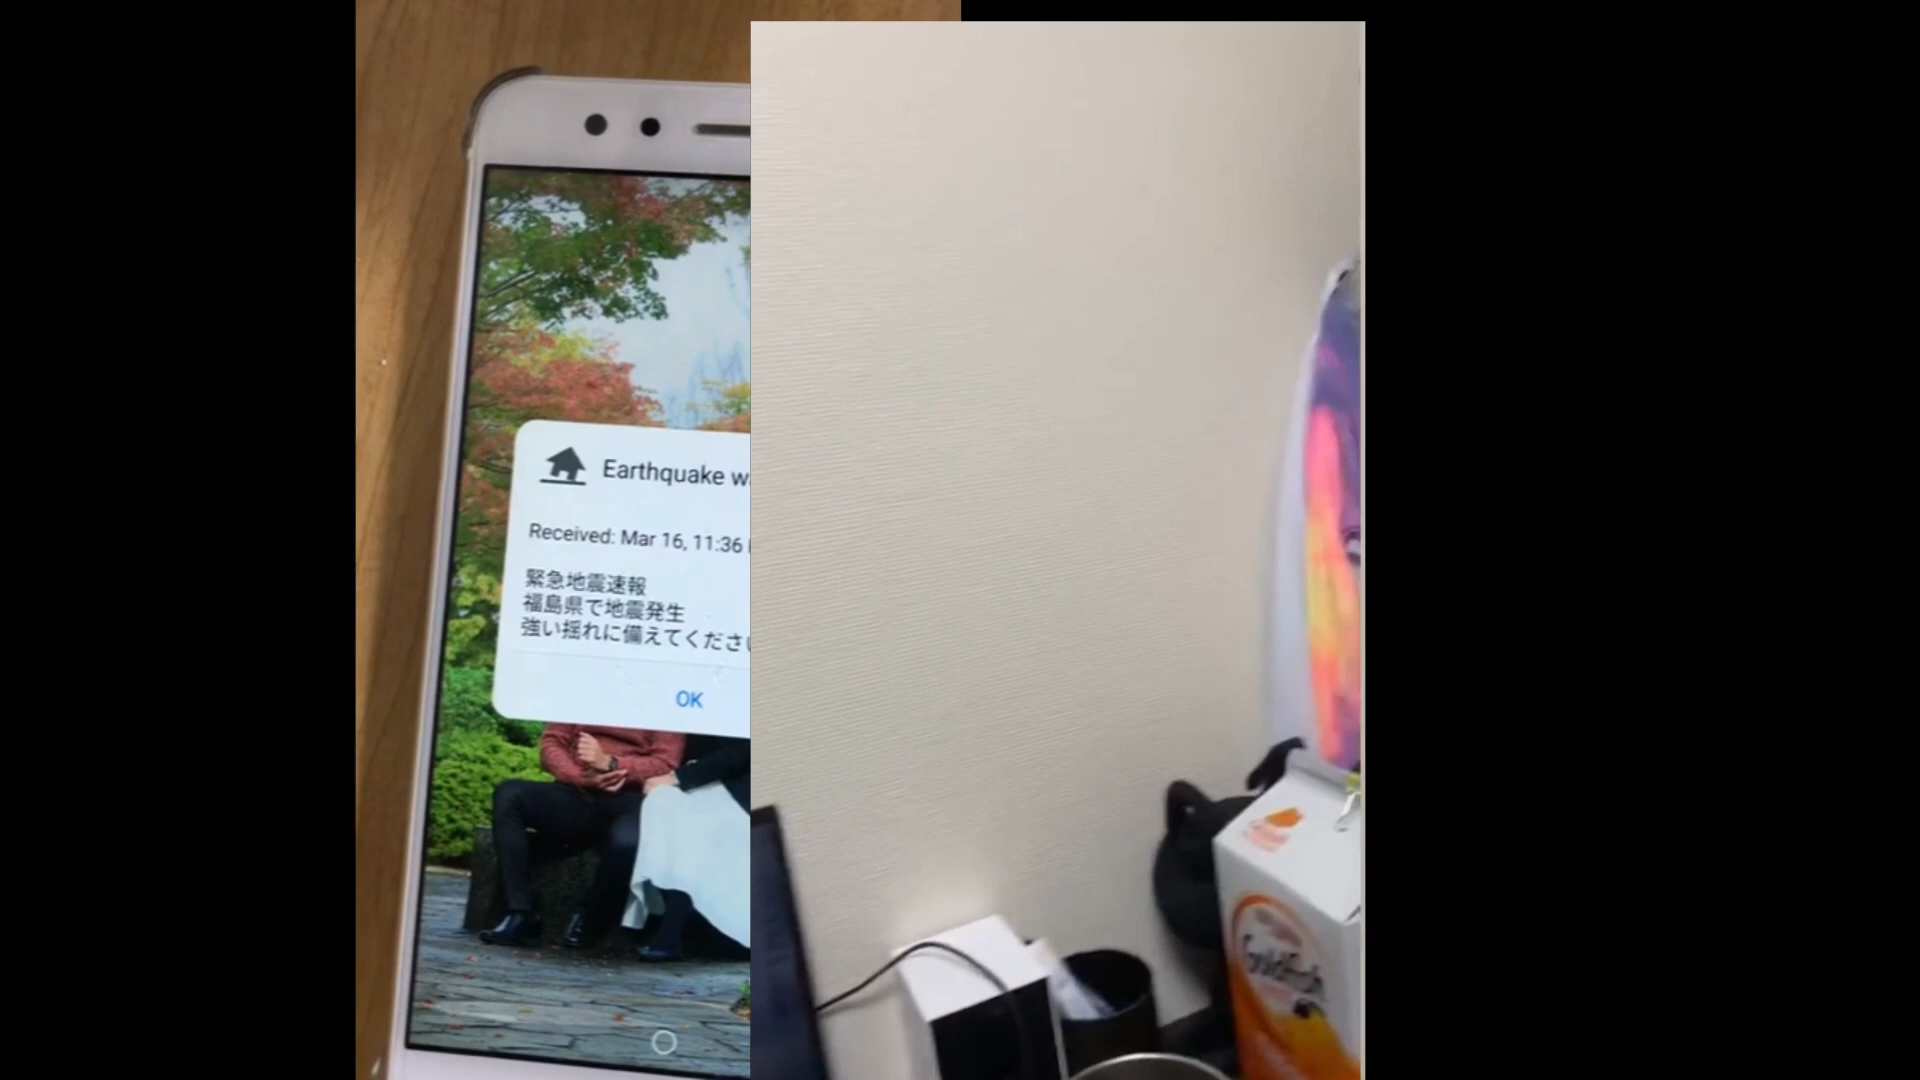 Earthquake
Received: Mar 16, 11:36
緊急地震速報
福島県で地震発生
強い揺れに備えてくださ
OK
Goldfish